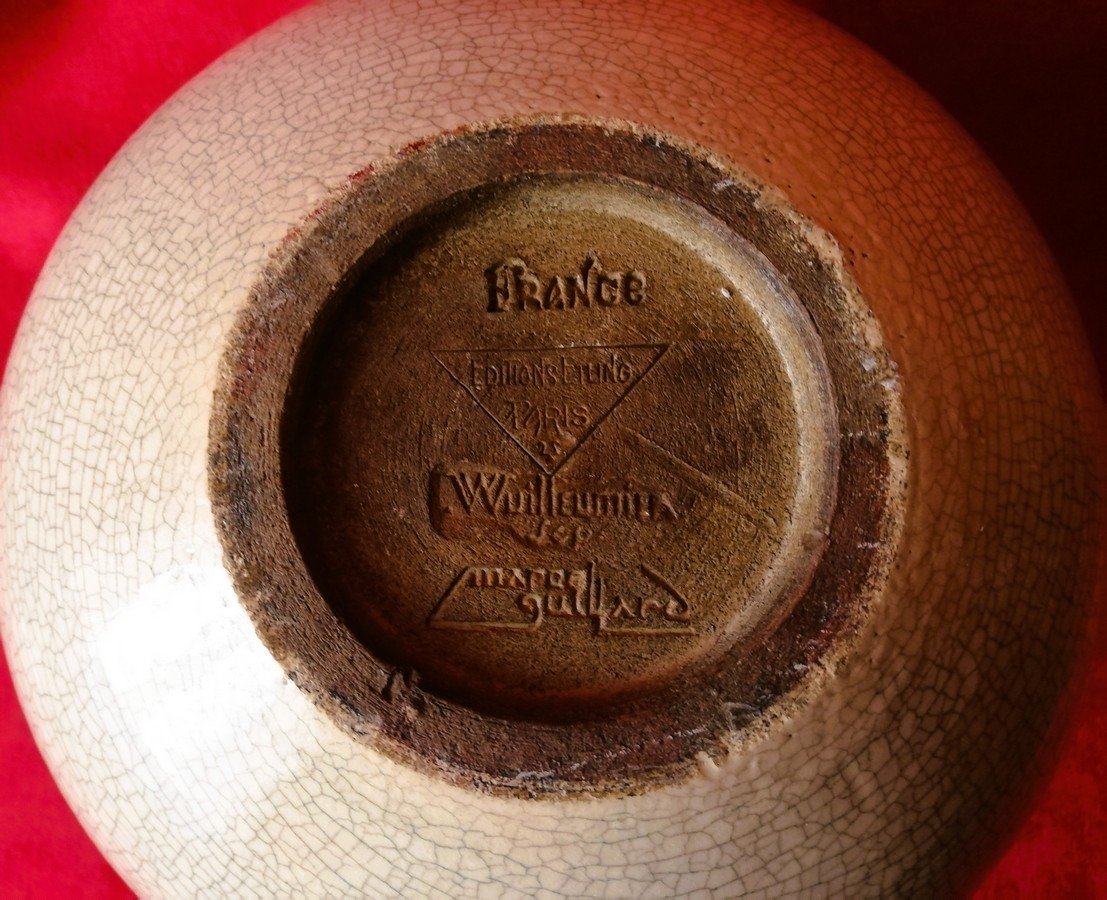 FRANCE
EDITIONS ETLING
PARIS
Wuilleumier
marcel
guillard